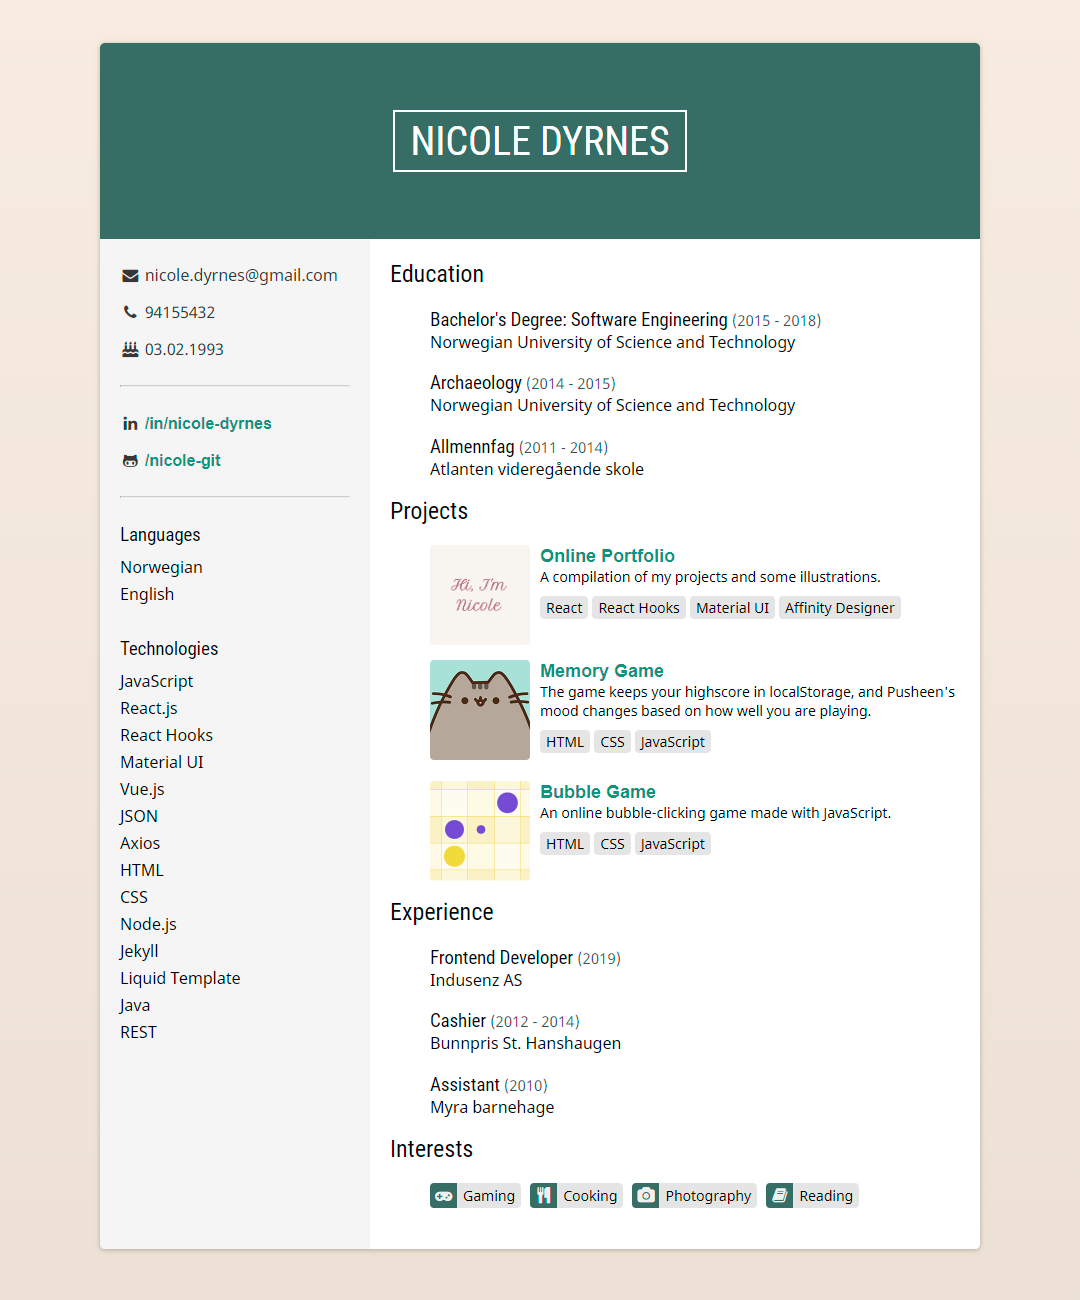 NICOLE DYRNES
nicole.dyrnes@gmail.com
94155432
03.02.1993
/in/nicole-dyrnes
/nicole-git
Languages
Norwegian
English
Technologies
JavaScript
React.js
React Hooks
Material UI
Vue.js
JSON
Axios
HTML
CSS
Node.js
Jekyll
Liquid Template
Java
REST
Education
Bachelor's Degree: Software Engineering (2015 - 2018)
Norwegian University of Science and Technology
Archaeology (2014 - 2015)
Norwegian University of Science and Technology
Allmennfag (2011 - 2014)
Atlanten videregående skole
Projects
Hi, I'm
Nicole
Online Portfolio
A compilation of my projects and some illustrations.
React React Hooks Material UI Affinity Designer
Memory Game
The game keeps your highscore in localStorage, and Pusheen's
mood changes based on how well you are playing.
HTML CSS JavaScript
Bubble Game
An online bubble-clicking game made with JavaScript.
HTML CSS JavaScript
Experience
Frontend Developer (2019)
Indusenz AS
Cashier (2012 - 2014)
Bunnpris St. Hanshaugen
Assistant (2010)
Myra barnehage
Interests
Gaming Cooking Photography Reading